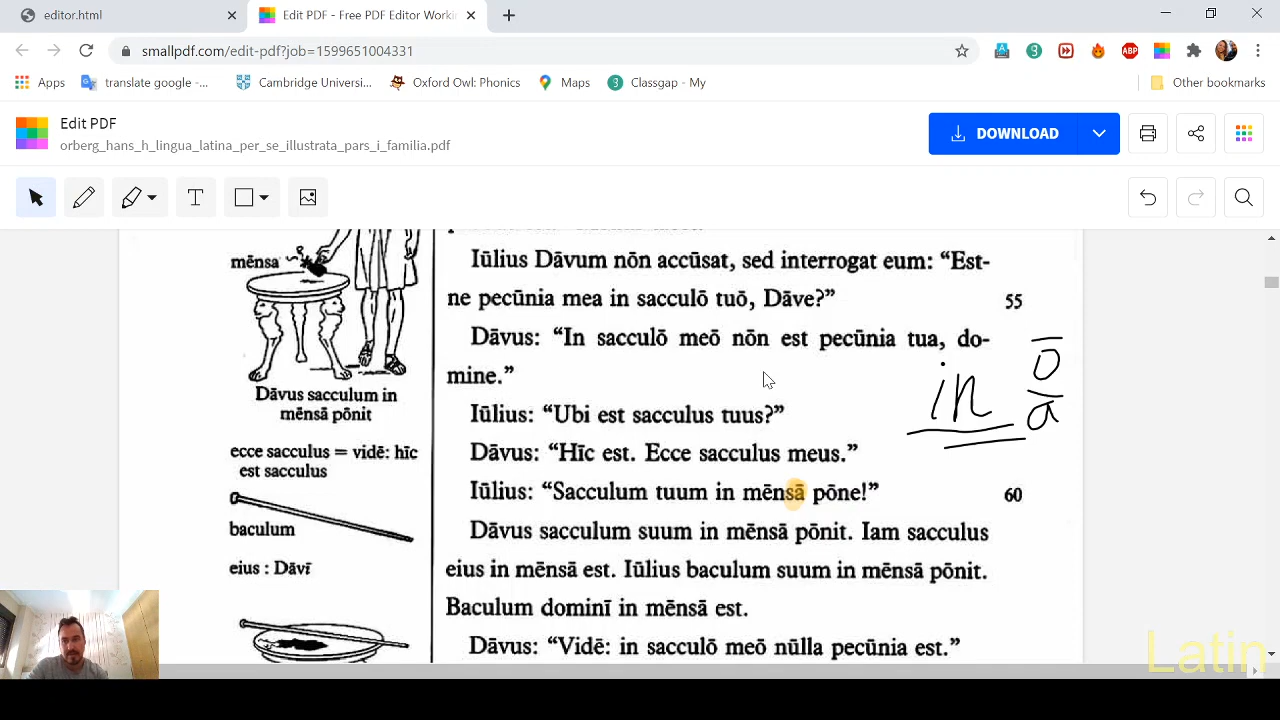 editor.html
Edit PDF - Free PDF Editor Workin
smallpdf.com/edit-pdf?job=1599651004331
ABP
Apps
translate google -...
Cambridge Universi...
Oxford Owl: Phonics
Maps
Classgap - My
Other bookmarks
Edit PDF
orberg_hans_h_lingua_latina_per_se_illustrata_pars_i_familia.pdf
DOWNLOAD
T
mēnsa
Dāvus sacculum in
mēnsā pōnit
ecce sacculus = vidē: hīc
est sacculus
baculum
eius : Dāvī
Iūlius Dāvum nōn accūsat, sed interrogat eum: “Est-
ne pecūnia mea in sacculō tuō, Dāve?” 55
Dāvus: “In sacculō meō nōn est pecūnia tua, do-
mine.”
Iūlius: “Ubi est sacculus tuus?”
Dāvus: “Hīc est. Ecce sacculus meus.”
Iūlius: “Sacculum tuum in mēnsā pōne!” 60
Dāvus sacculum suum in mēnsā pōnit. Iam sacculus
eius in mēnsā est. Iūlius baculum suum in mēnsā pōnit.
Baculum dominī in mēnsā est.
Dāvus: “Vidē: in sacculō meō nūlla pecūnia est.”
in
ō
ā
Latin